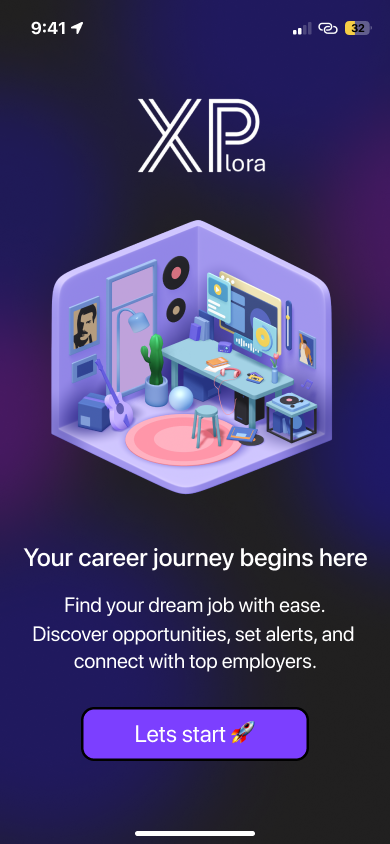 9:41
32
XPlora
Your career journey begins here
Find your dream job with ease.
Discover opportunities, set alerts, and
connect with top employers.
Lets start 🚀